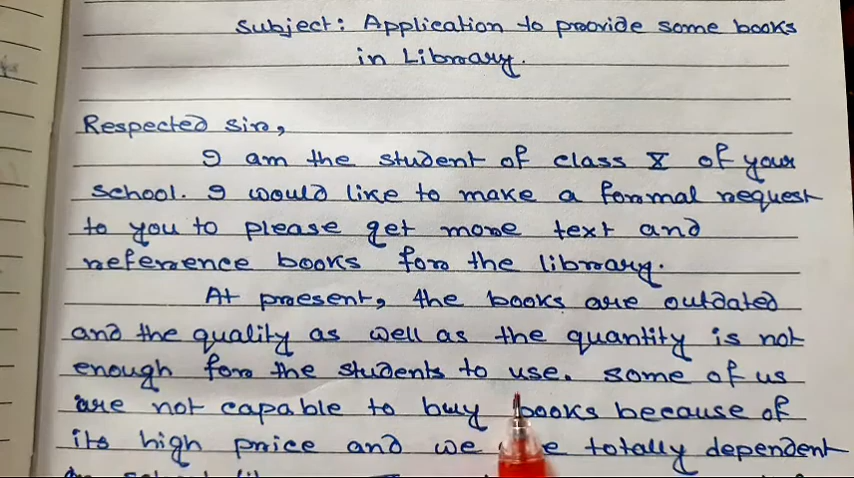 Subject: Application to provide some books
in Library.
Respected sir,
I am the student of class X of your
school. I would like to make a formal request
to you to please get more text and
reference books for the library.
At present, the books are outdated
and the quality as well as the quantity is not
enough for the students to use. some of us
are not capable to buy books because of
its high price and we totally dependent